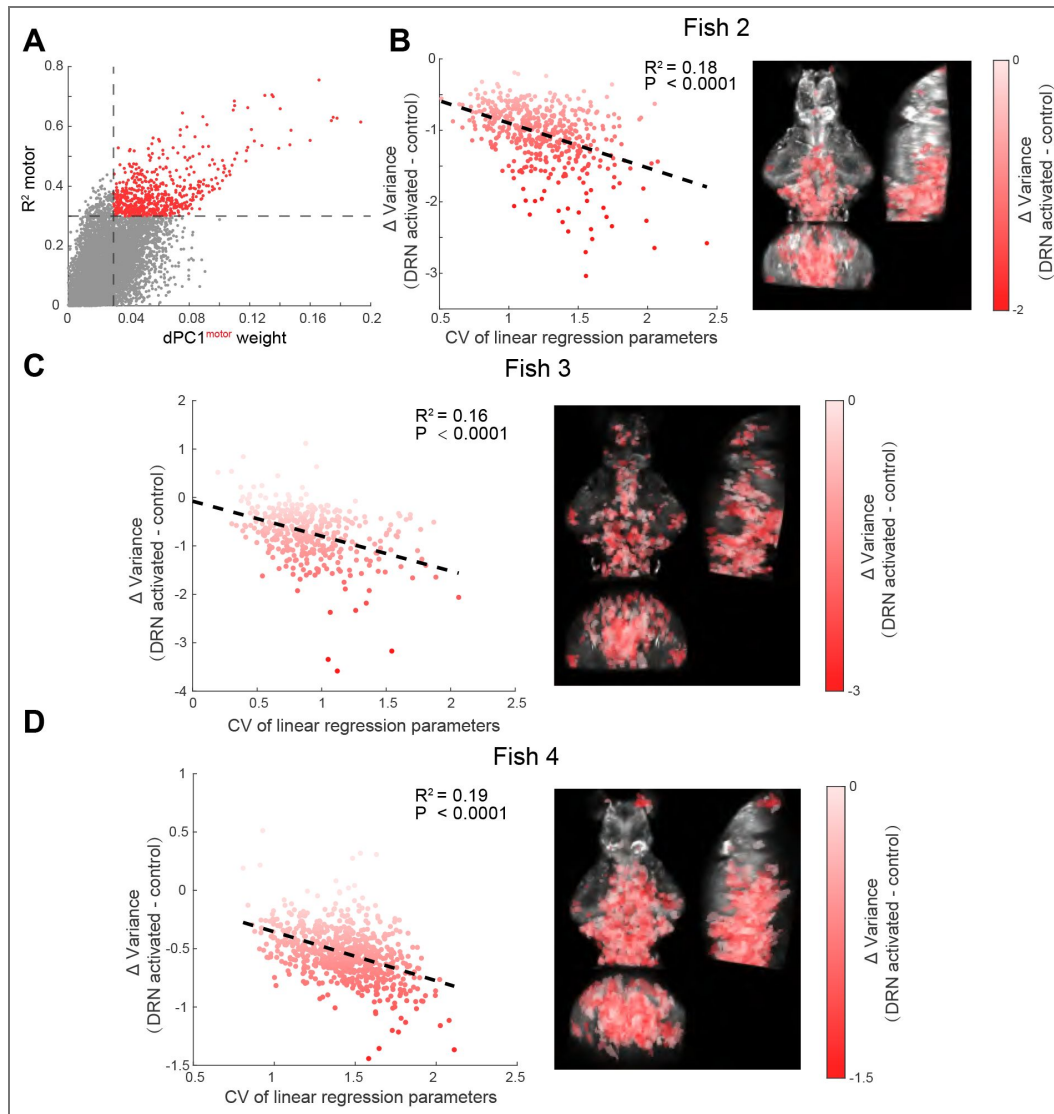 A
0.8
0.6
R² motor
0.4
0.2
0
0
0.04
0.08
0.12
0.16
0.2
dPC1motor weight
Fish 2
B
0
-1
-2
-3
Δ Variance
(DRN activated - control)
R² = 0.18
P < 0.0001
0.5
1
1.5
2
2.5
CV of linear regression parameters
0
-2
Δ Variance
(DRN activated - control)
C
Fish 3
2
1
0
-1
-2
-3
-4
Δ Variance
(DRN activated - control)
R² = 0.16
P < 0.0001
0
0.5
1
1.5
2
2.5
CV of linear regression parameters
0
-3
Δ Variance
(DRN activated - control)
D
Fish 4
1
0.5
0
-0.5
-1
-1.5
Δ Variance
(DRN activated - control)
R² = 0.19
P < 0.0001
0.5
1
1.5
2
2.5
CV of linear regression parameters
0
-1.5
Δ Variance
(DRN activated - control)